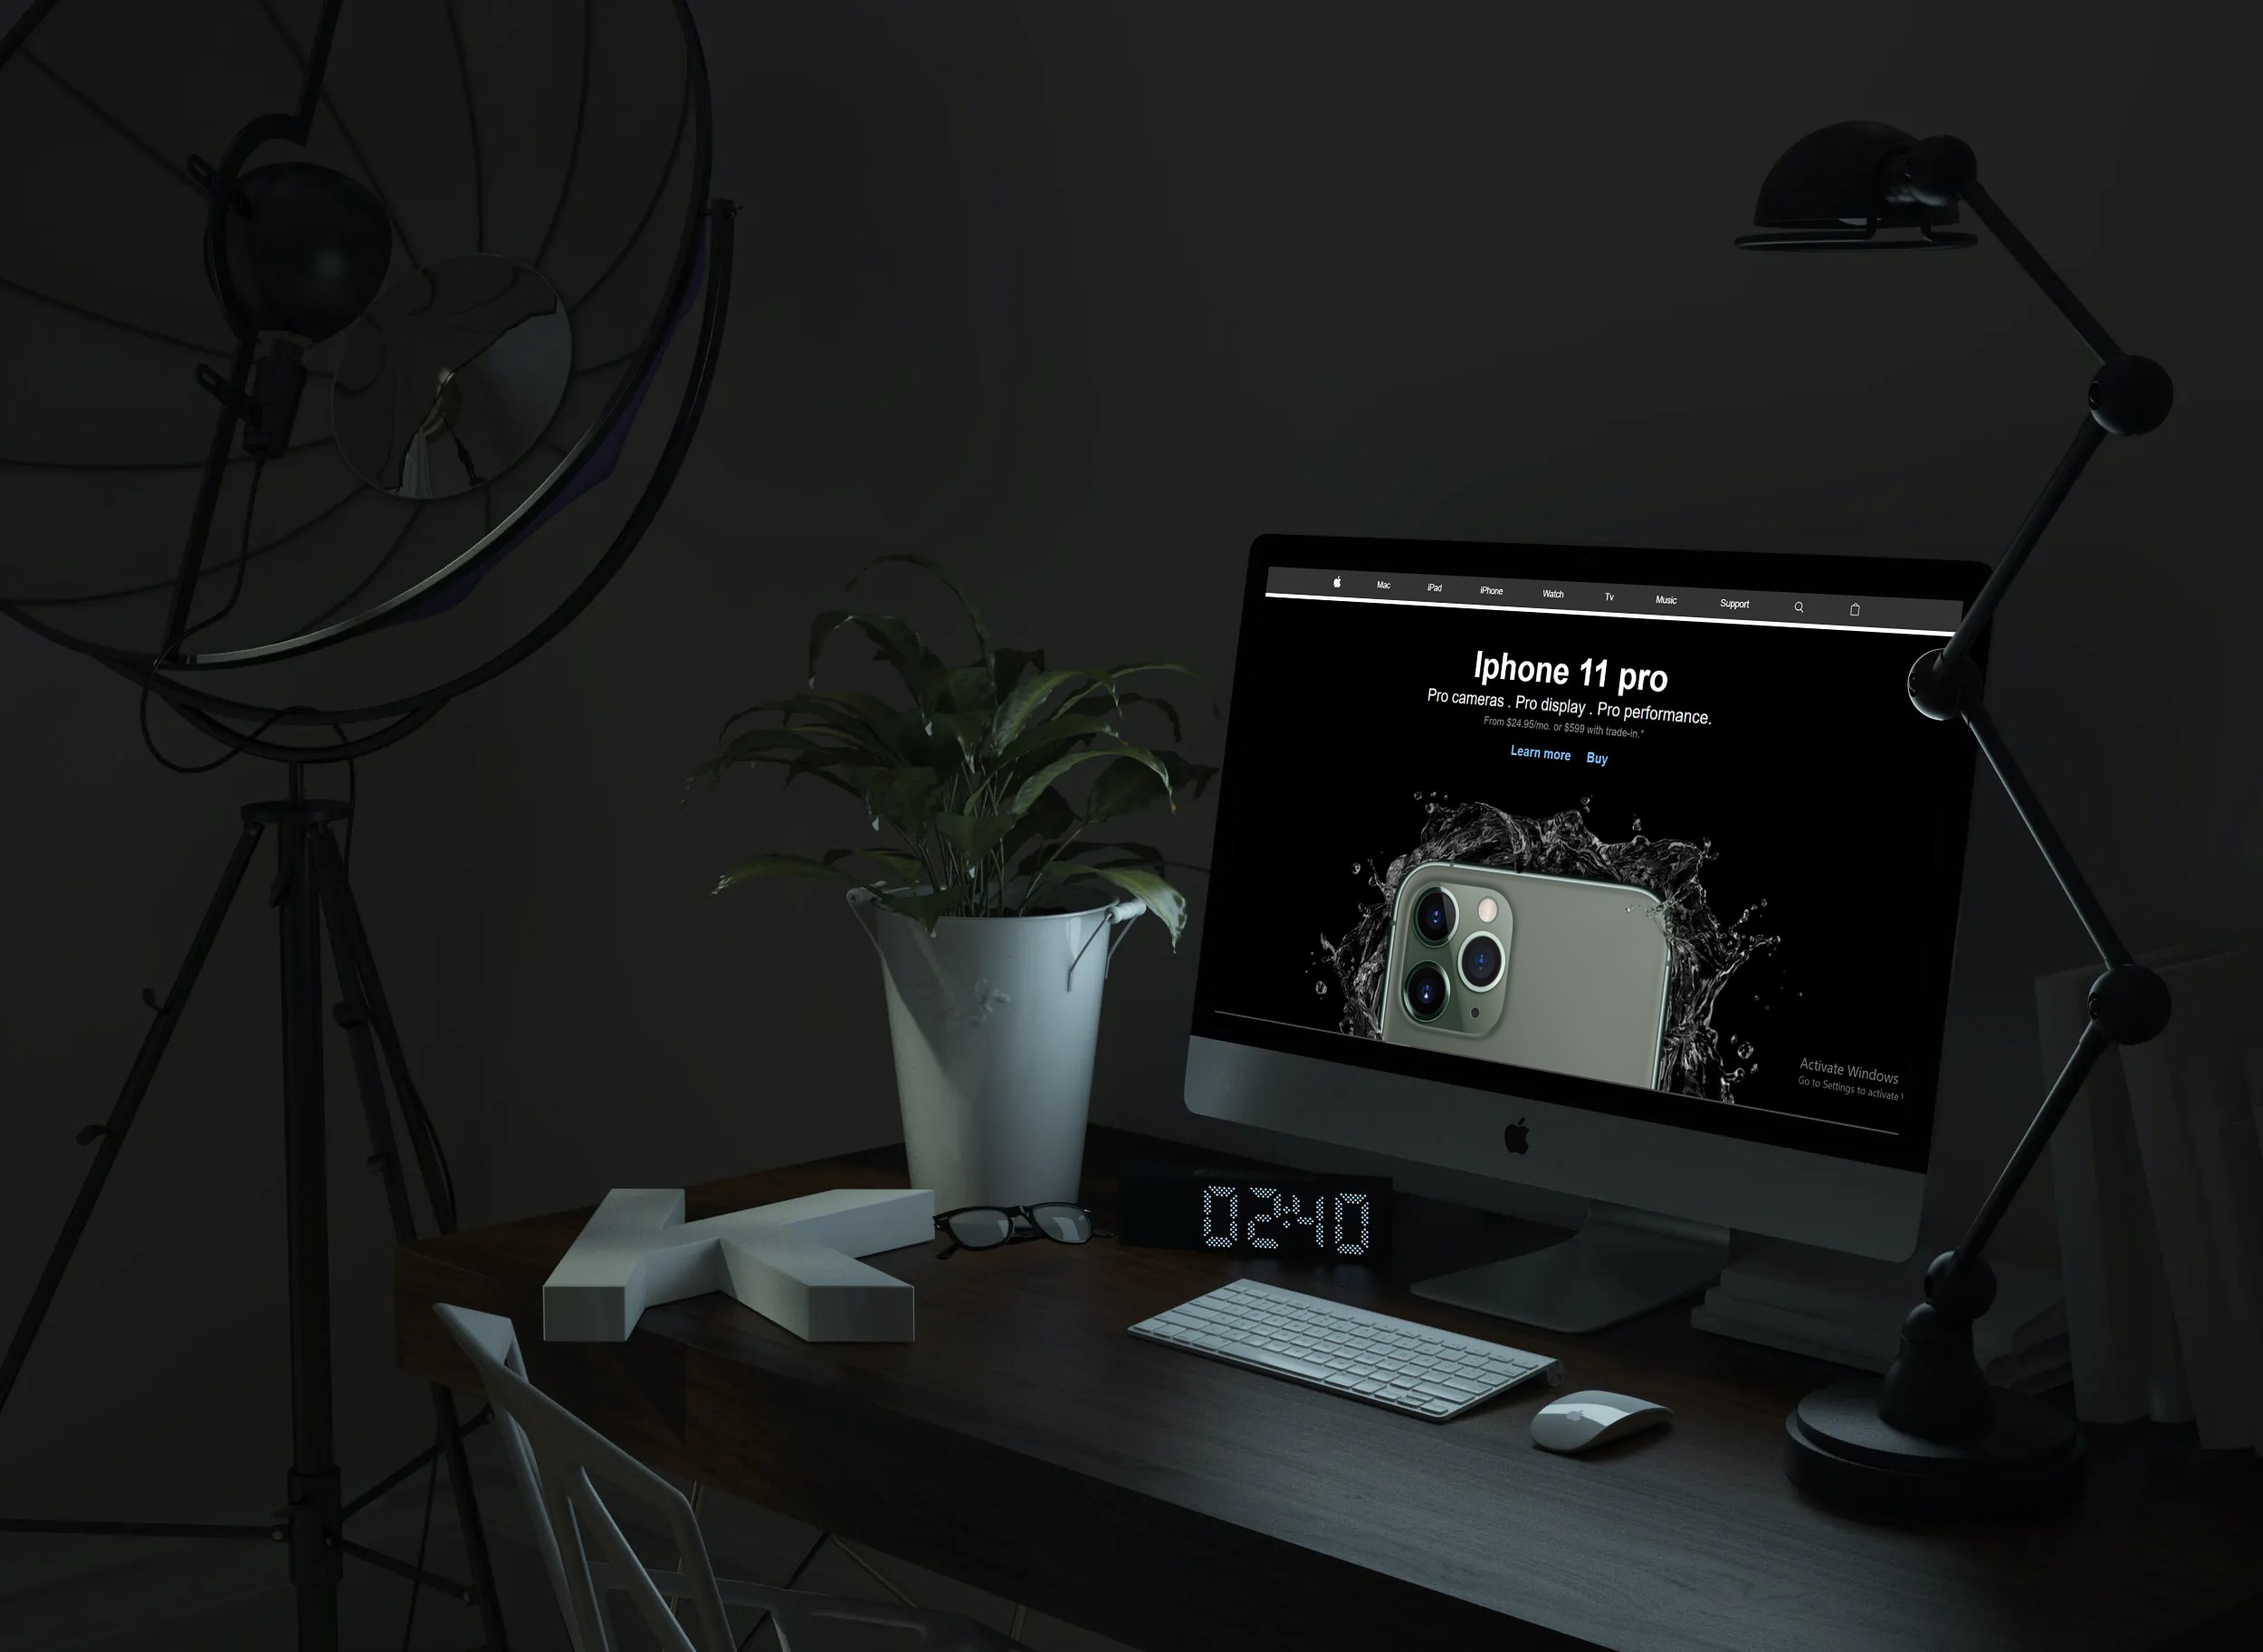 Mac iPad iPhone Watch Tv Music Support
Iphone 11 pro
Pro cameras . Pro display . Pro performance.
From $24.95/mo. or $599 with trade-in.*
Learn more Buy
Activate Windows
Go to Settings to activate
02:40
K